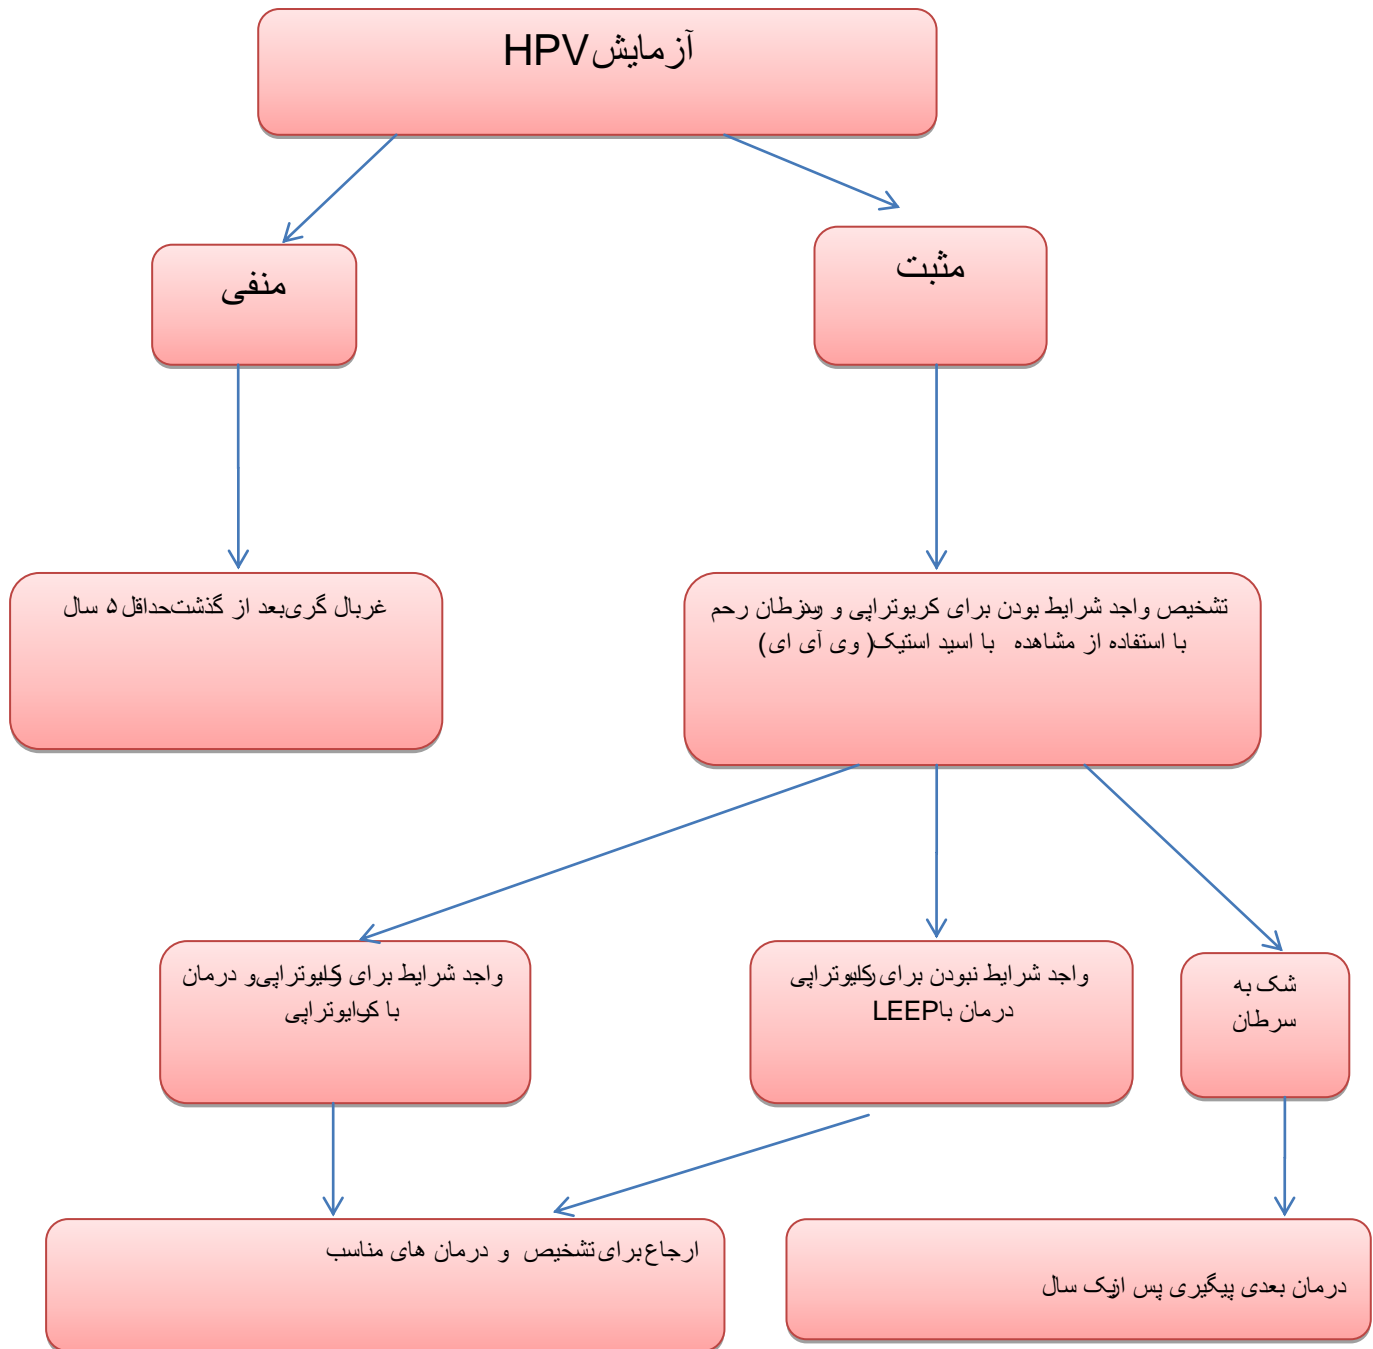 آزمایش HPV
مثبت
منفی
تشخیص واجد شرایط بودن برای کریوتراپی و سرطان رحم
با استفاده از مشاهده با اسید استیک( وی آی ای)
غربال گری بعد از گذشت حداقل ۵ سال
شک به
سرطان
واجد شرایط نبودن برای
درمان با LEEP
واجد شرایط برای و درمان
با
درمان بعدی پیگیری پس از یک سال
ارجاع برای تشخیص و درمان های مناسب